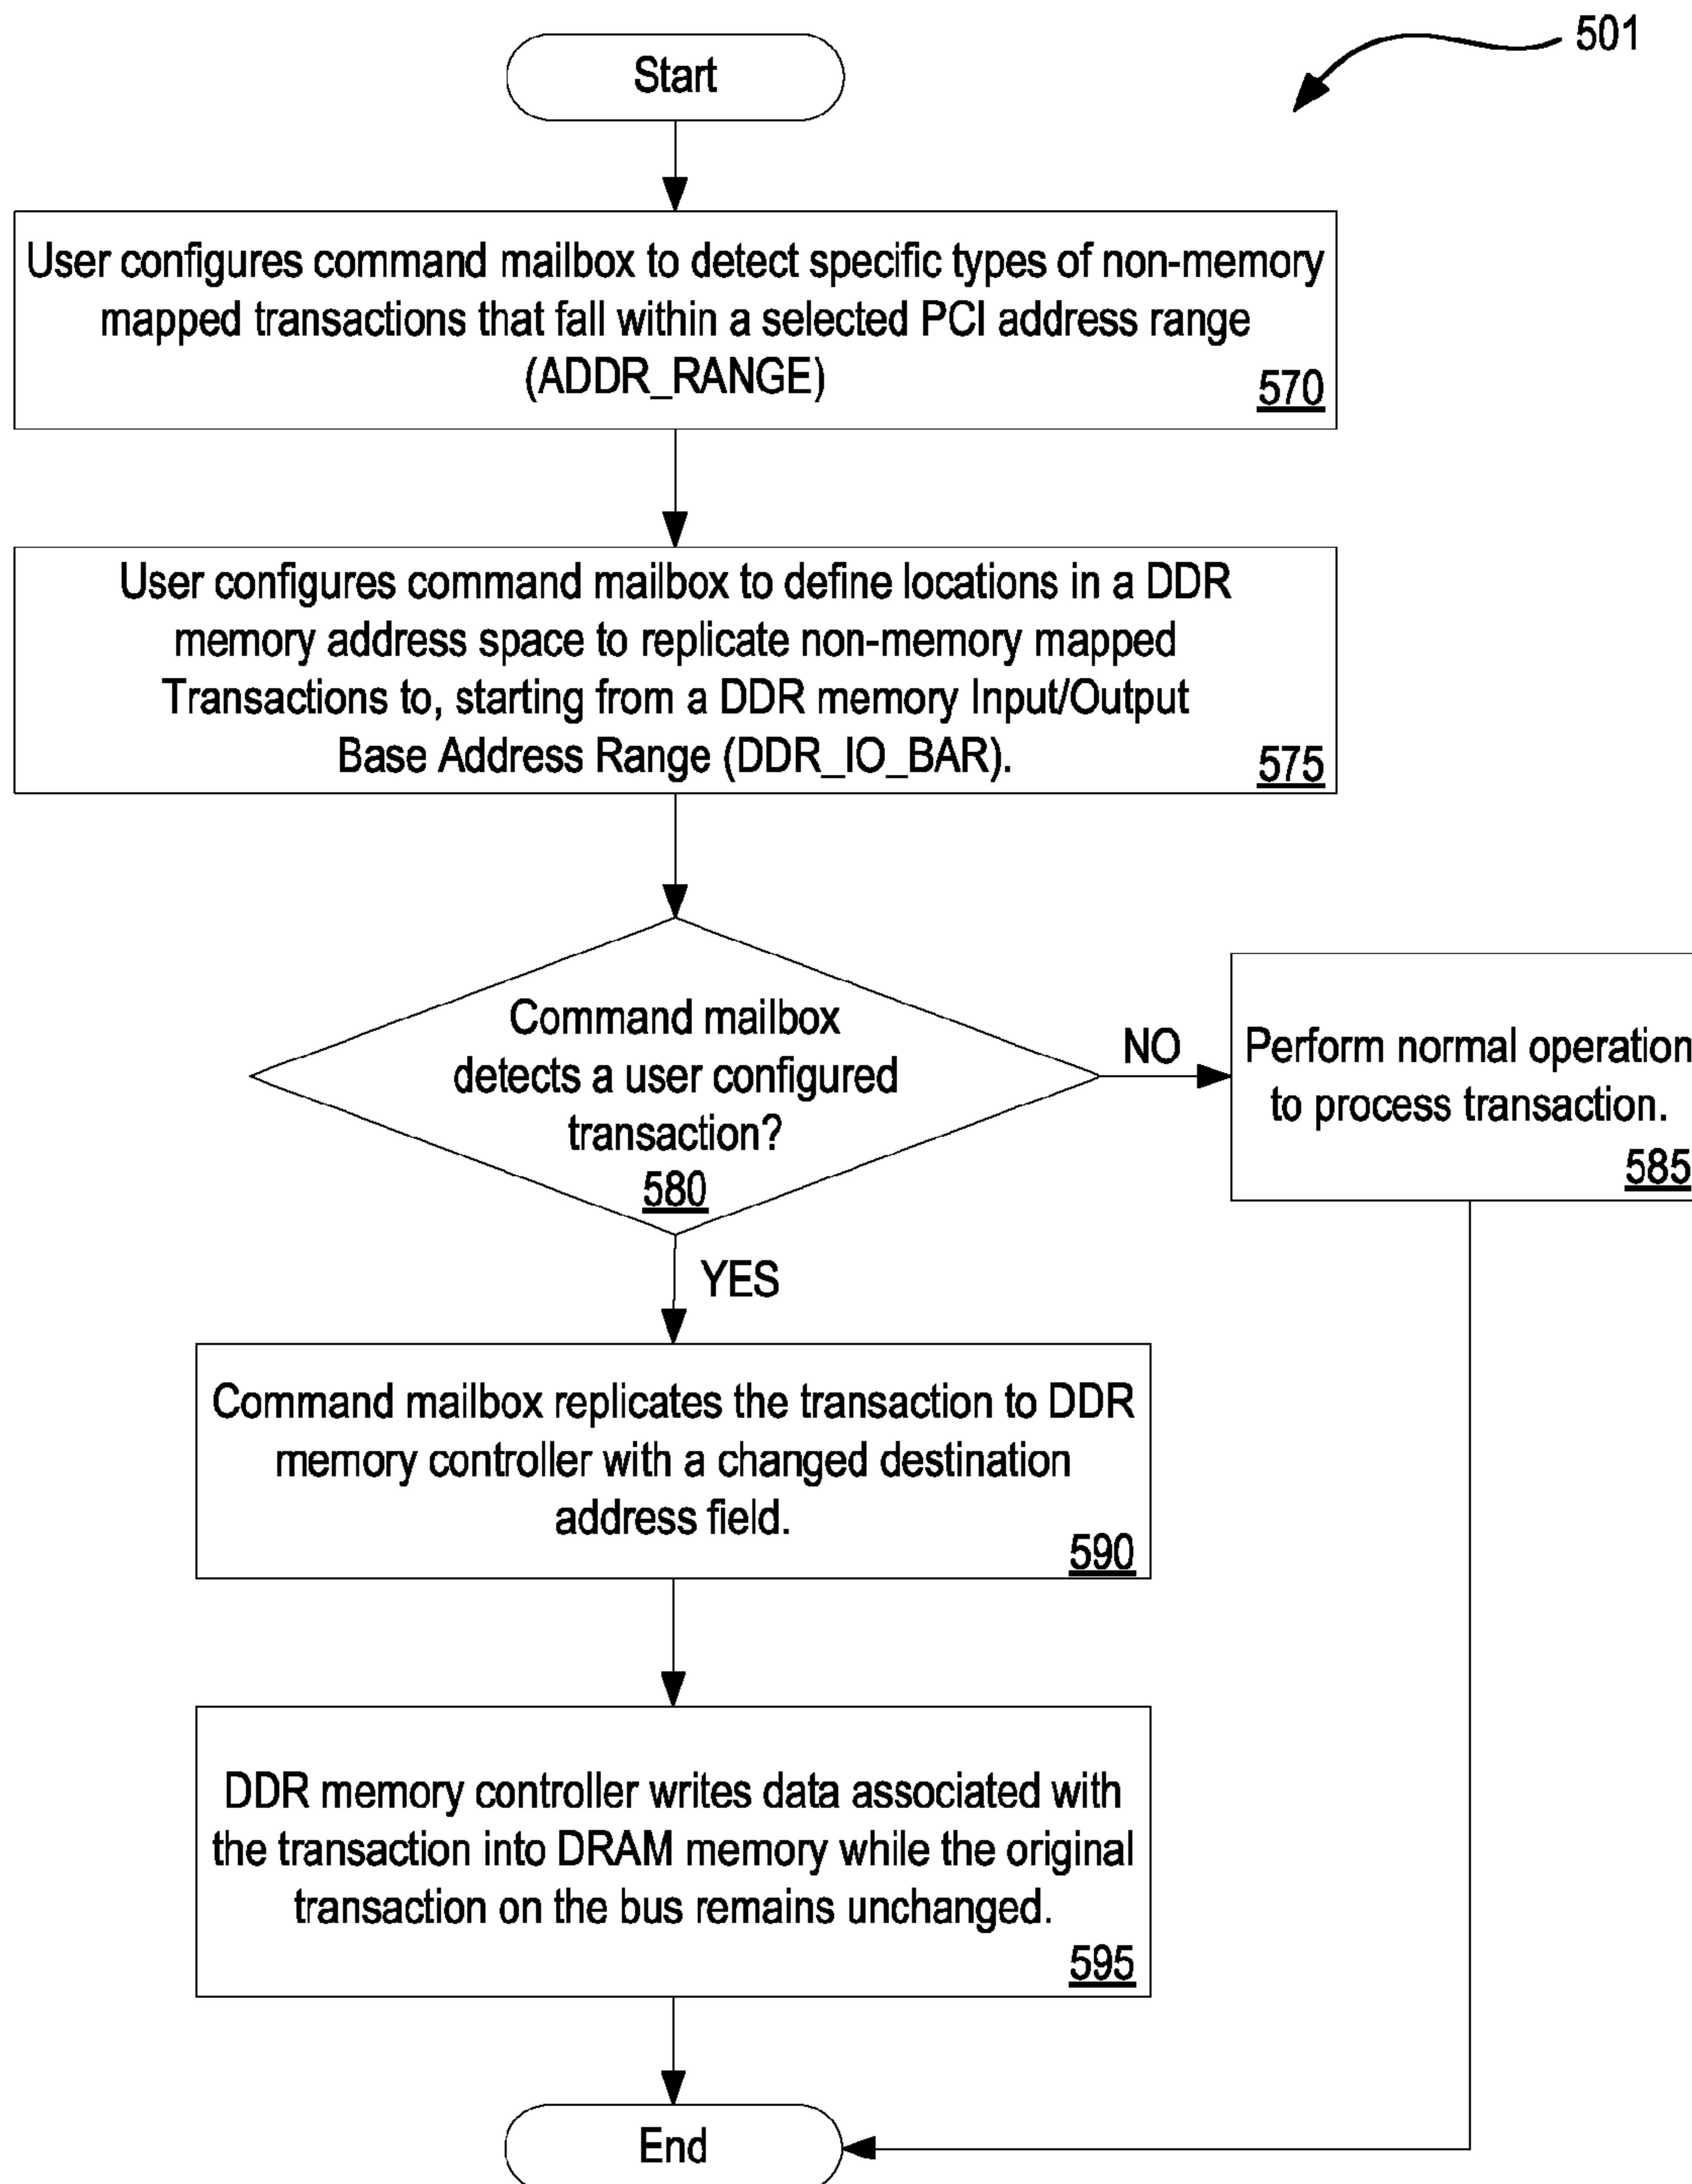 501
Start
User configures command mailbox to detect specific types of non-memory
mapped transactions that fall within a selected PCI address range
(ADDR_RANGE)
570
User configures command mailbox to define locations in a DDR
memory address space to replicate non-memory mapped
Transactions to, starting from a DDR memory Input/Output
Base Address Range (DDR_IO_BAR).
575
Command mailbox
detects a user configured
transaction?
580
NO
Perform normal operation
to process transaction.
585
YES
Command mailbox replicates the transaction to DDR
memory controller with a changed destination
address field.
590
DDR memory controller writes data associated with
the transaction into DRAM memory while the original
transaction on the bus remains unchanged.
595
End